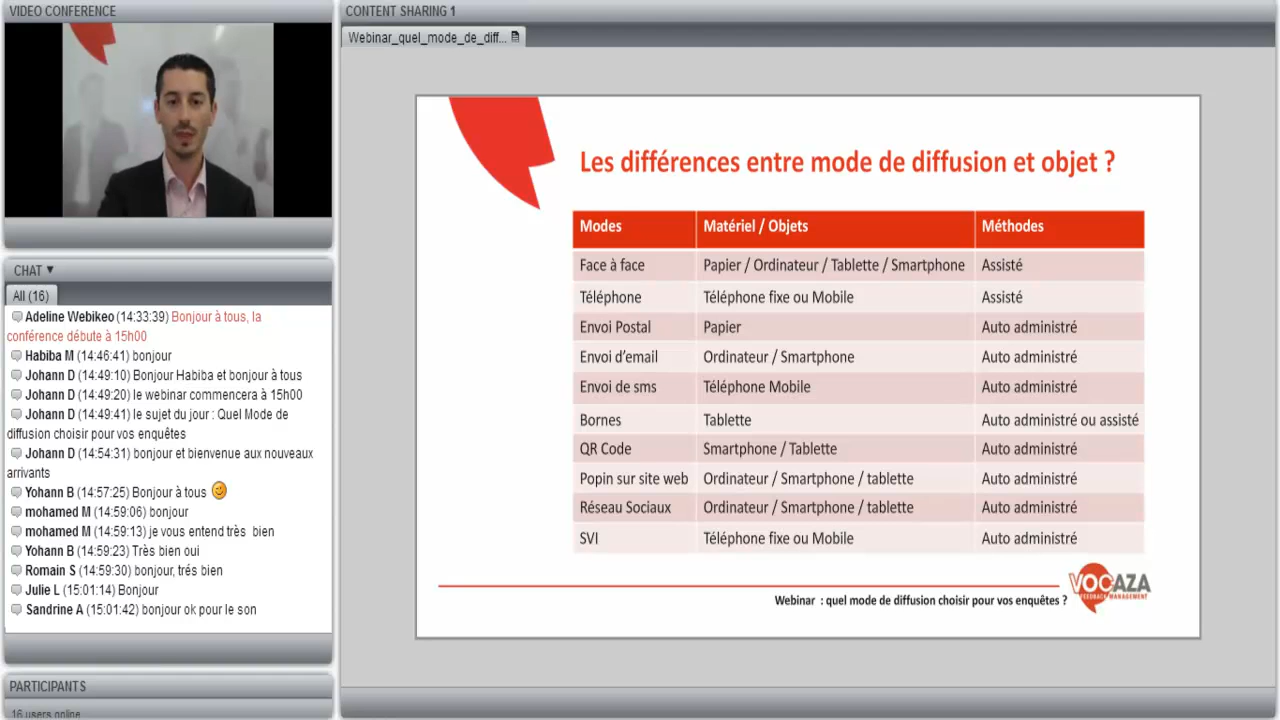 VIDEO CONFERENCE
CHAT ▼
All (16)
Adeline Webikeo (14:33:39) Bonjour à tous, la
conférence débute à 15h00
Habiba M (14:46:41) bonjour
Johann D (14:49:10) Bonjour Habiba et bonjour à tous
Johann D (14:49:20) le webinar commencera à 15h00
Johann D (14:49:41) le sujet du jour : Quel Mode de
diffusion choisir pour vos enquêtes
Johann D (14:54:31) bonjour et bienvenue aux nouveaux
arrivants
Yohann B (14:57:25) Bonjour à tous
mohamed M (14:59:06) bonjour
mohamed M (14:59:13) je vous entend très bien
Yohann B (14:59:23) Très bien oui
Romain S (14:59:30) bonjour, trés bien
Julie L (15:01:14) Bonjour
Sandrine A (15:01:42) bonjour ok pour le son
PARTICIPANTS
16 users online
CONTENT SHARING 1
Webinar_quel_mode_de_diff...
Les différences entre mode de diffusion et objet ?
Modes Matériel / Objets Méthodes
Face à face Papier / Ordinateur / Tablette / Smartphone Assisté
Téléphone Téléphone fixe ou Mobile Assisté
Envoi Postal Papier Auto administré
Envoi d'email Ordinateur / Smartphone Auto administré
Envoi de sms Téléphone Mobile Auto administré
Bornes Tablette Auto administré ou assisté
QR Code Smartphone / Tablette Auto administré
Popin sur site web Ordinateur / Smartphone / tablette Auto administré
Réseau Sociaux Ordinateur / Smartphone / tablette Auto administré
SVI Téléphone fixe ou Mobile Auto administré
VOCAZA
FEEDBACK MANAGEMENT
Webinar : quel mode de diffusion choisir pour vos enquêtes ?